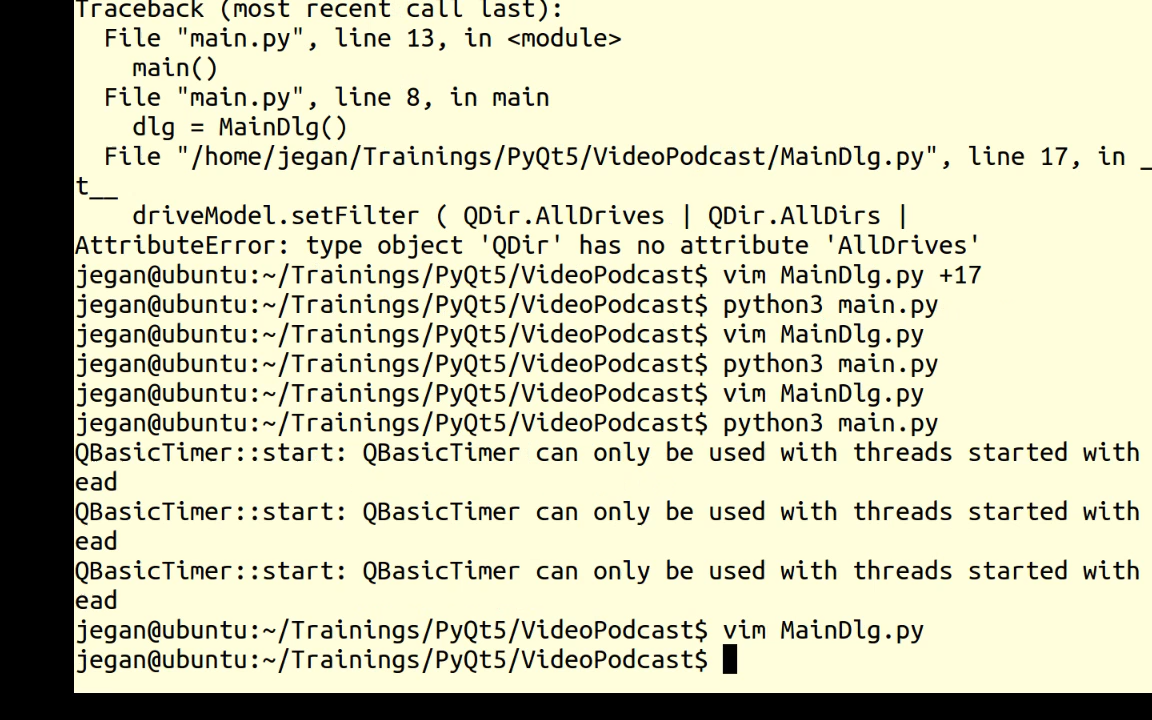 Traceback (most recent call last):
File "main.py", line 13, in <module>
main()
File "main.py", line 8, in main
dlg = MainDlg()
File "/home/jegan/Trainings/PyQt5/VideoPodcast/MainDlg.py", line 17, in _
t__
driveModel.setFilter ( QDir.AllDrives | QDir.AllDirs |
AttributeError: type object 'QDir' has no attribute 'AllDrives'
jegan@ubuntu:~/Trainings/PyQt5/VideoPodcast$ vim MainDlg.py +17
jegan@ubuntu:~/Trainings/PyQt5/VideoPodcast$ python3 main.py
jegan@ubuntu:~/Trainings/PyQt5/VideoPodcast$ vim MainDlg.py
jegan@ubuntu:~/Trainings/PyQt5/VideoPodcast$ python3 main.py
jegan@ubuntu:~/Trainings/PyQt5/VideoPodcast$ vim MainDlg.py
jegan@ubuntu:~/Trainings/PyQt5/VideoPodcast$ python3 main.py
QBasicTimer::start: QBasicTimer can only be used with threads started with
ead
QBasicTimer::start: QBasicTimer can only be used with threads started with
ead
QBasicTimer::start: QBasicTimer can only be used with threads started with
ead
jegan@ubuntu:~/Trainings/PyQt5/VideoPodcast$ vim MainDlg.py
jegan@ubuntu:~/Trainings/PyQt5/VideoPodcast$